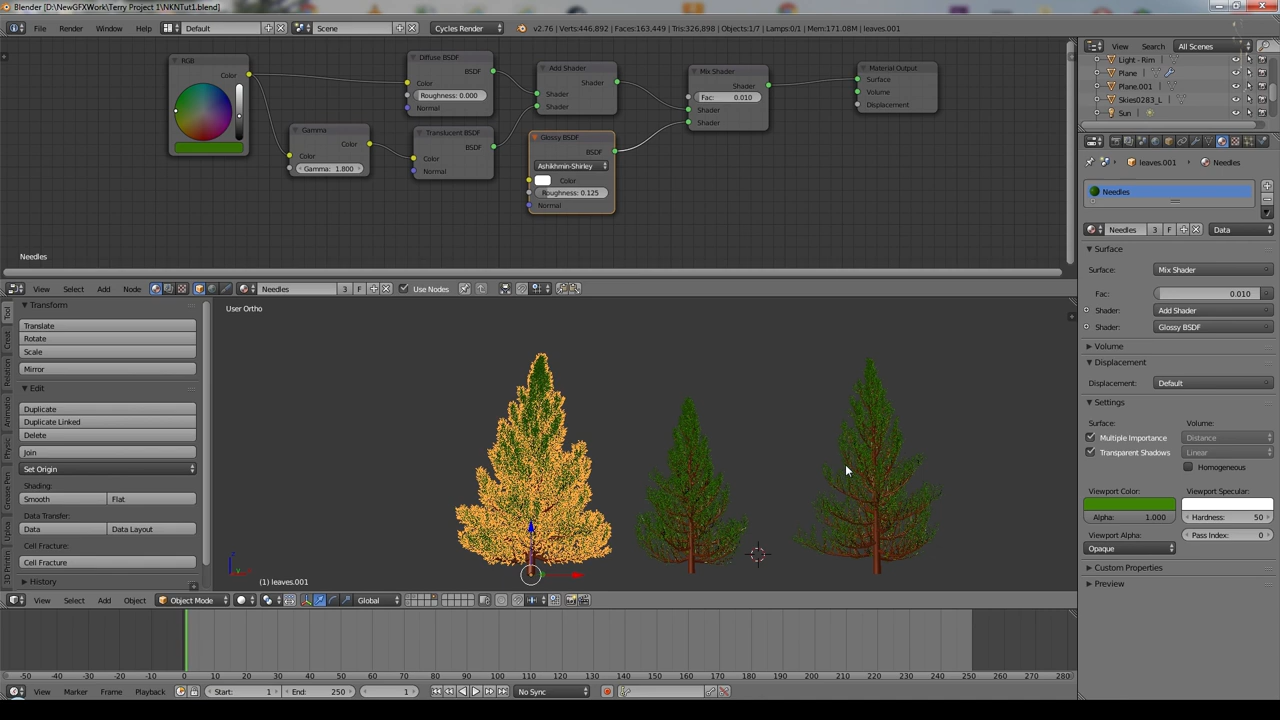 Blender [D:\NewGFXWork\Terry Project 1\NKNTut1.blend]
File Render Window Help Default Scene Cycles Render v2.76 | Verts:446,892 | Faces:163,449 | Tris:326,898 | Objects:1/7 | Lamps:0/1 | Mem:171.08M | leaves.001
View Search All Scenes
Light - Rim
Plane
Plane.001
Skies0283_L
Sun
RGB
Color
Gamma
Color
Color
Gamma: 1.800
Diffuse BSDF
BSDF
Color
Roughness: 0.000
Normal
Translucent BSDF
BSDF
Color
Normal
Add Shader
Shader
Shader
Shader
Glossy BSDF
BSDF
Ashikhmin-Shirley
Color
Roughness: 0.125
Normal
Mix Shader
Shader
Fac: 0.010
Shader
Shader
Material Output
Surface
Volume
Displacement
Needles
View Select Add Node Needles 3 F Use Nodes
leaves.001 Needles
Needles
Needles 3 F Data
Surface
Surface: Mix Shader
Fac: 0.010
Shader: Add Shader
Shader: Glossy BSDF
Volume
Displacement
Displacement: Default
Settings
Surface: Volume:
Multiple Importance Distance
Transparent Shadows Linear
Homogeneous
Viewport Color: Viewport Specular:
Alpha: 1.000 Hardness: 50
Viewport Alpha: Pass Index: 0
Opaque
Custom Properties
Preview
Tool
Creat
Relation
Animatio
Physic
Grease Pen
Uploa
3D Printin
Transform
Translate
Rotate
Scale
Mirror
Edit
Duplicate
Duplicate Linked
Delete
Join
Set Origin
Shading:
Smooth Flat
Data Transfer:
Data Data Layout
Cell Fracture:
Cell Fracture
History
User Ortho
(1) leaves.001
View Select Add Object Object Mode Global
-50 -40 -30 -20 -10 0 10 20 30 40 50 60 70 80 90 100 110 120 130 140 150 160 170 180 190 200 210 220 230 240 250 260 270 280
View Marker Frame Playback Start: 1 End: 250 1 No Sync